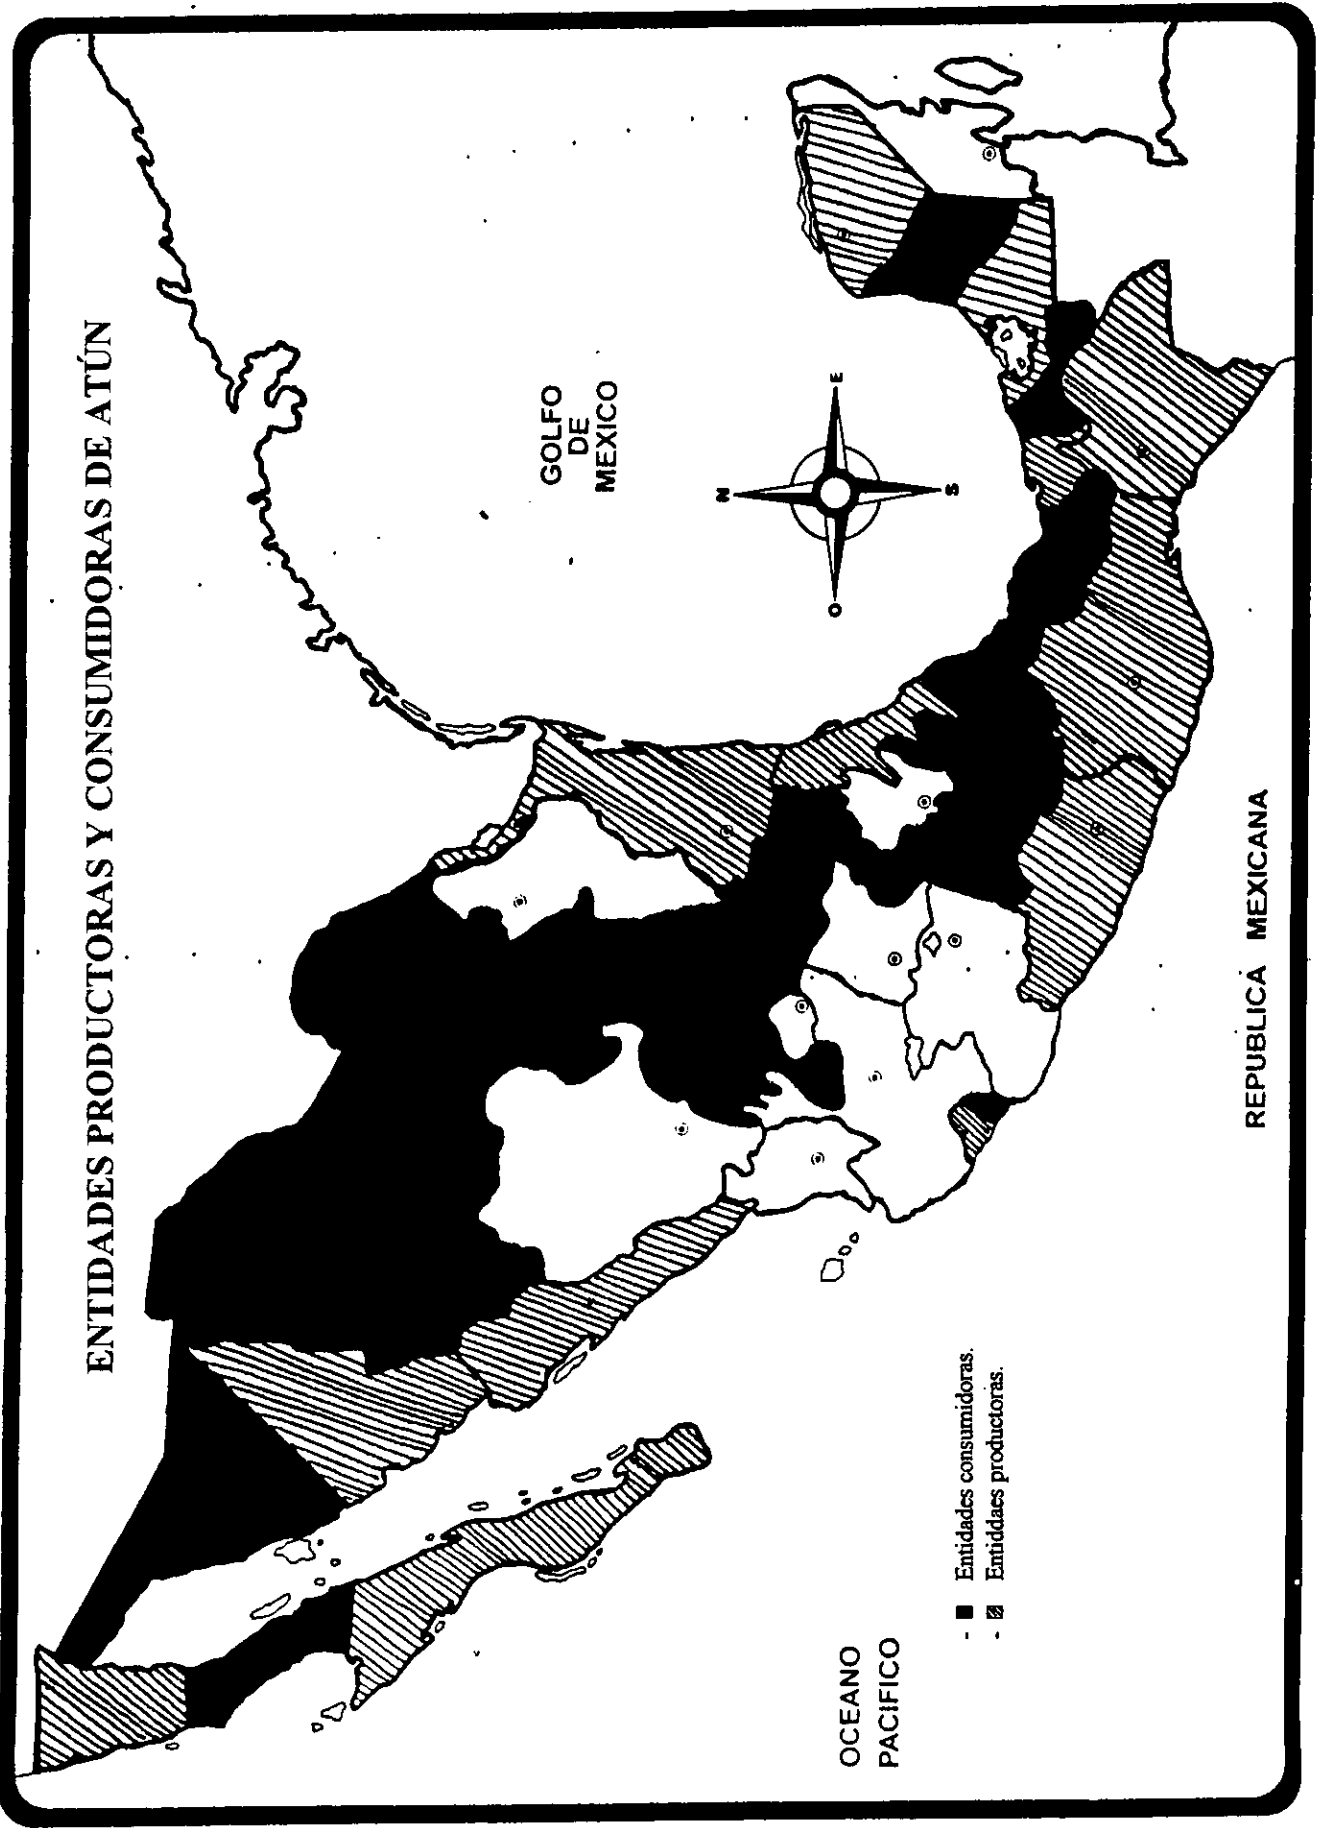 ENTIDADES PRODUCTORAS Y CONSUMIDORAS DE ATÚN
GOLFO
DE
MEXICO
N
E
S
O
OCEANO
PACIFICO
- Entidades consumidoras.
- Entiddaes productoras.
REPUBLICA MEXICANA